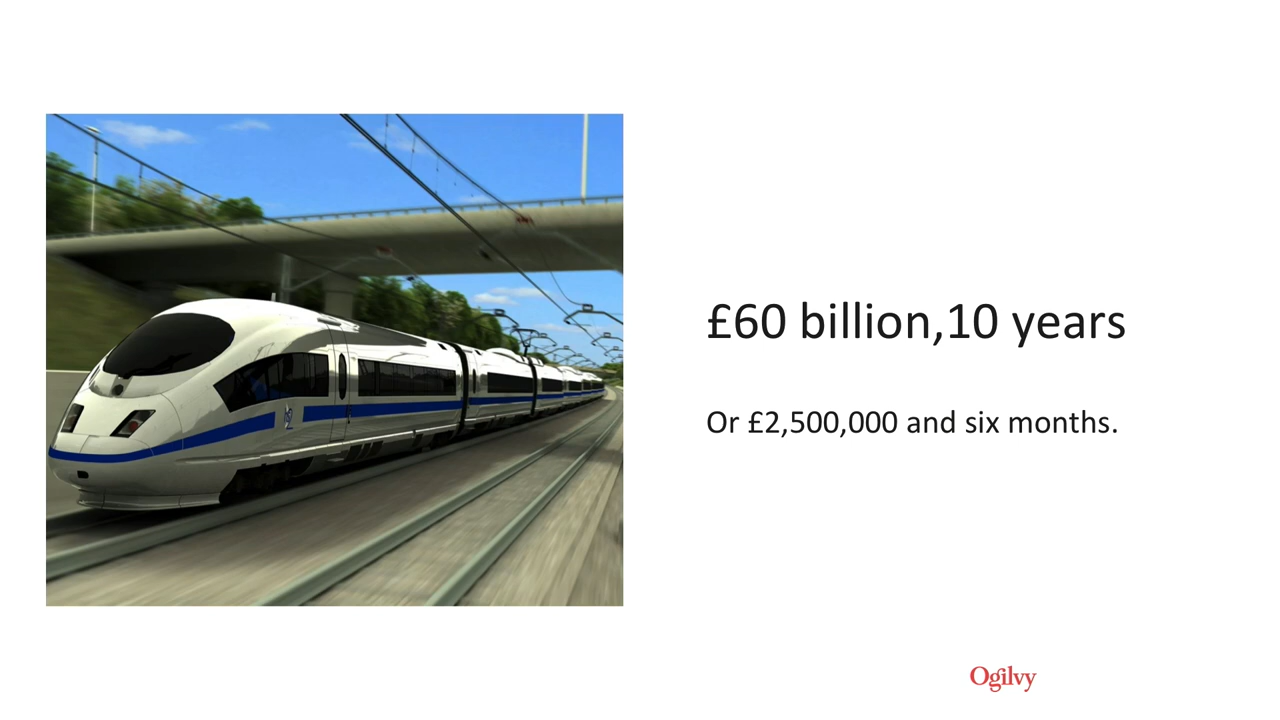 £60 billion,10 years
Or £2,500,000 and six months.
Ogilvy